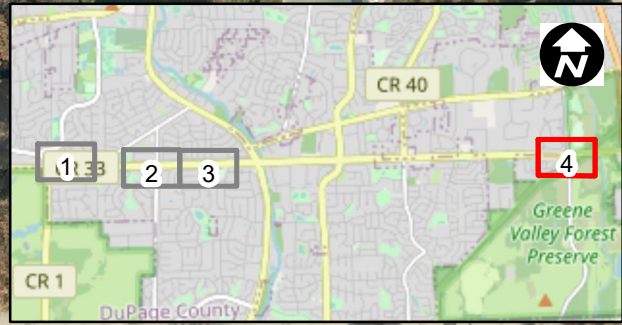 N
CR 40
1
CR 33
2
3
4
Greene
Valley Forest
Preserve
CR 1
DuPage County